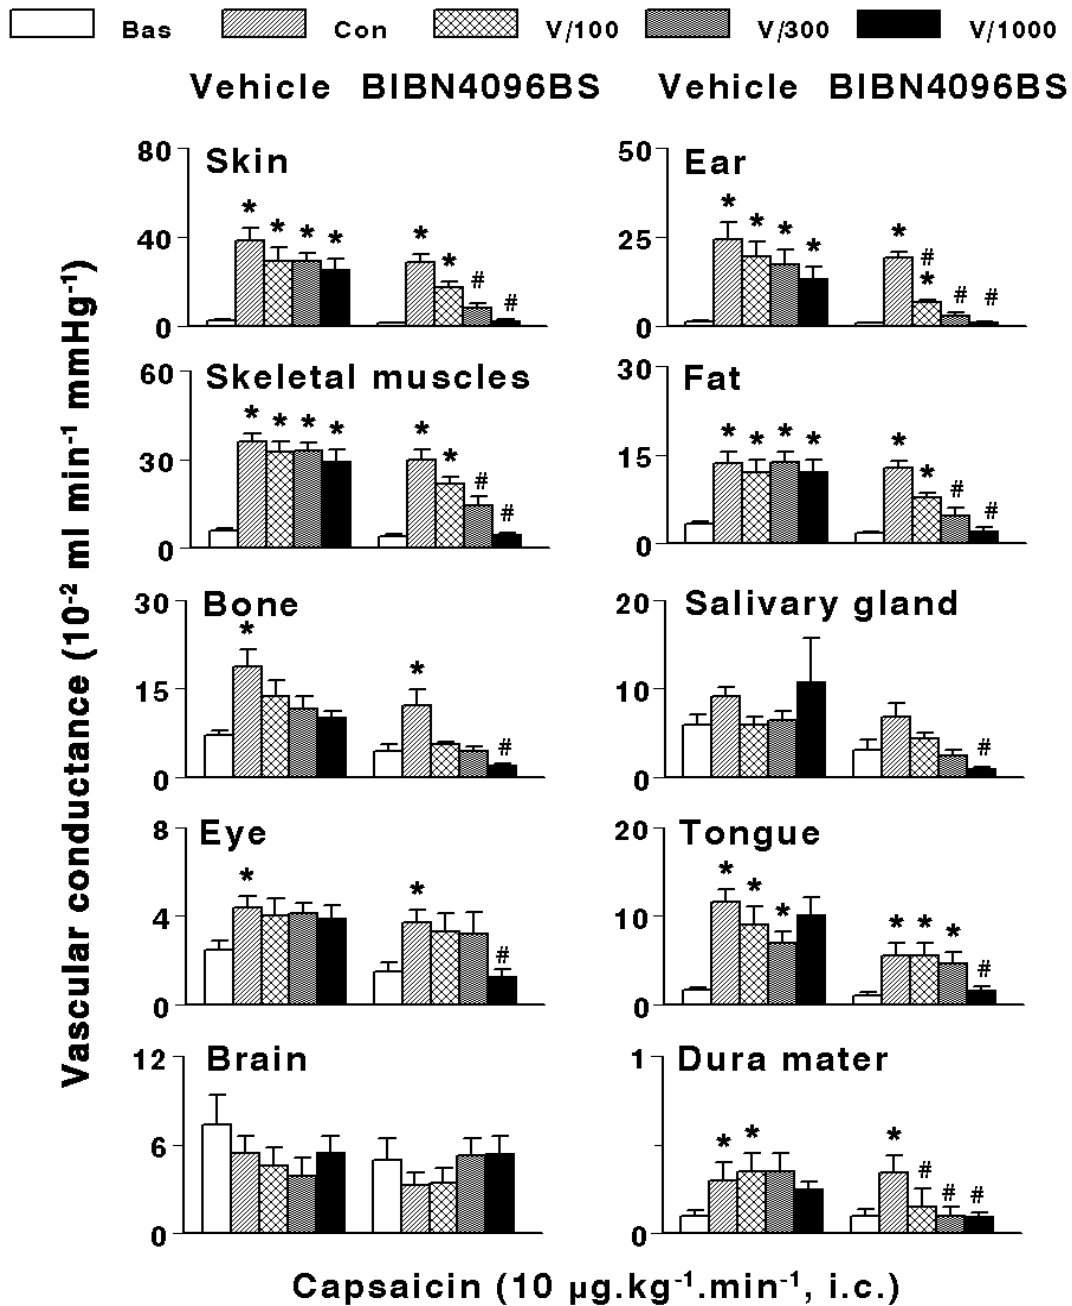 Bas Con V/100 V/300 V/1000
Vehicle BIBN4096BS Vehicle BIBN4096BS
Vascular conductance (10⁻² ml min⁻¹ mmHg⁻¹)
80 Skin 50 Ear
* * * * * * # # * * * * * # * # #
40 25
0 0
60 Skeletal muscles 30 Fat
* * * * * * # # * * * * * * # #
30 15
0 0
30 Bone 20 Salivary gland
* * # #
15 10
0 0
8 Eye 20 Tongue
* * # * * * * * * #
4 10
0 0
12 Brain 1 Dura mater
* * * # # #
6
0 0
Capsaicin (10 µg.kg⁻¹.min⁻¹, i.c.)